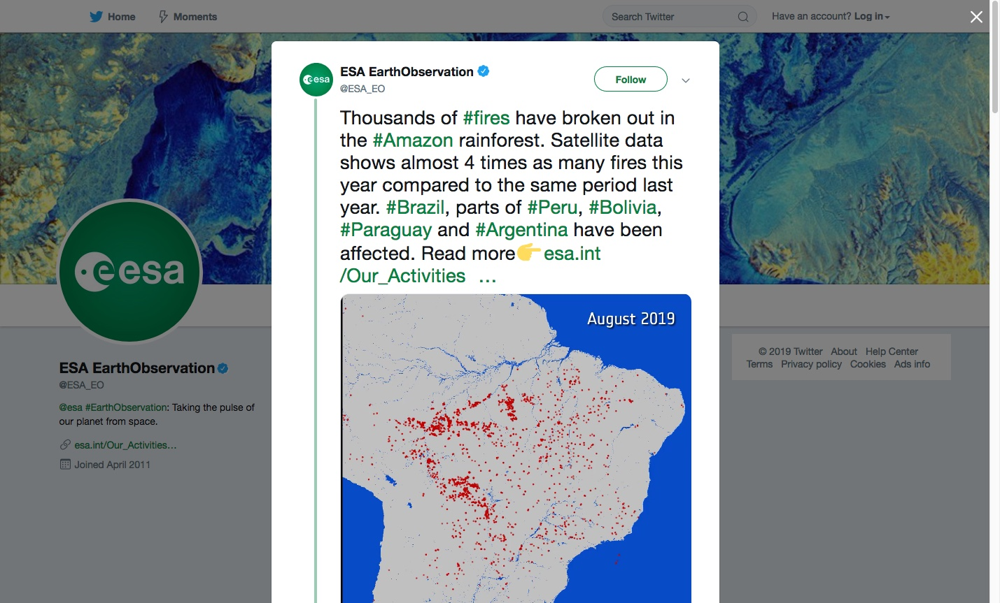 Home
Moments
Search Twitter
Have an account? Log in
esa
ESA EarthObservation
@ESA_EO
Follow
Thousands of #fires have broken out in
the #Amazon rainforest. Satellite data
shows almost 4 times as many fires this
year compared to the same period last
year. #Brazil, parts of #Peru, #Bolivia,
#Paraguay and #Argentina have been
affected. Read more👉esa.int
/Our_Activities …
August 2019
esa
ESA EarthObservation
@ESA_EO
@esa #EarthObservation: Taking the pulse of
our planet from space.
esa.int/Our_Activities…
Joined April 2011
© 2019 Twitter About Help Center
Terms Privacy policy Cookies Ads info